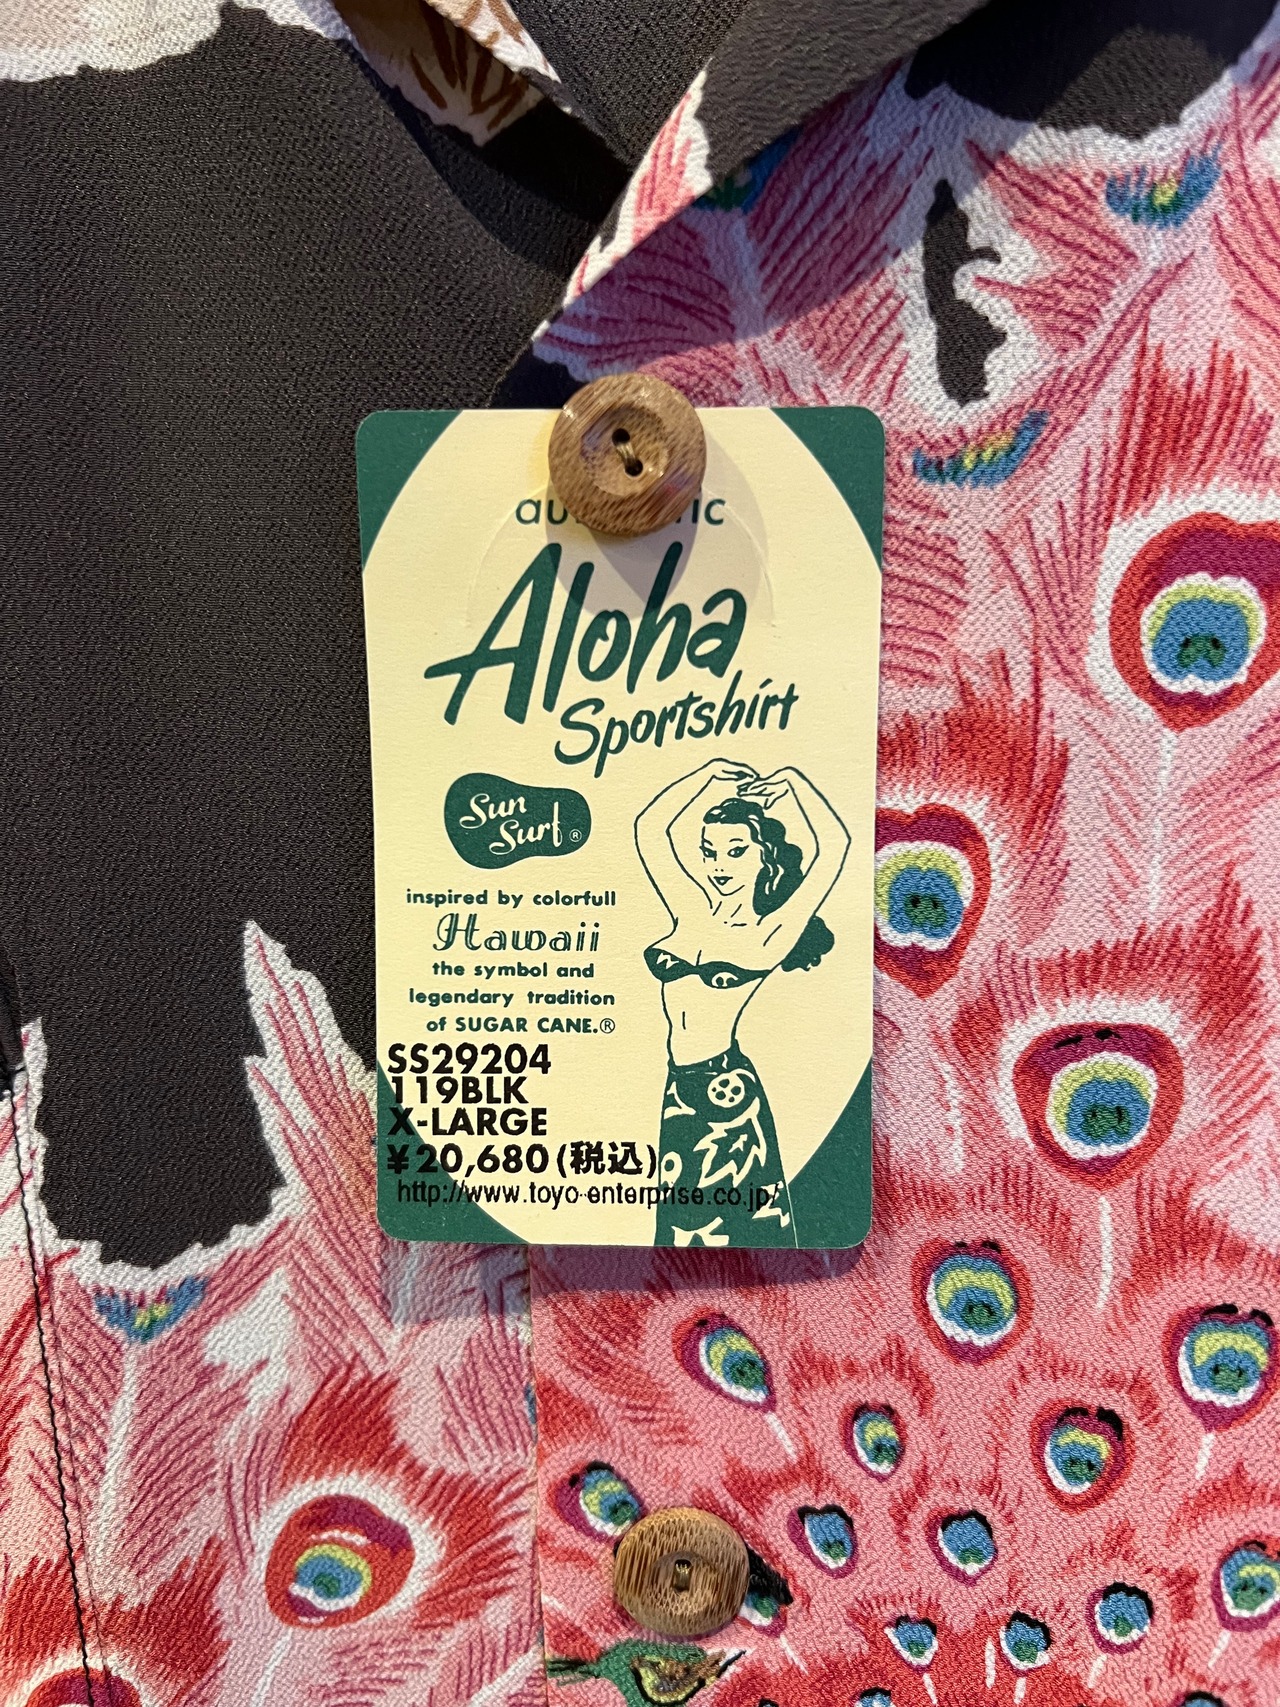 Aloha
Sportshirt
Sun
Surf®
inspired by colorfull
Hawaii
the symbol and
legendary tradition
of SUGAR CANE.®
SS29204
119BLK
X-LARGE
¥20,680(税込)
http://www.toyo-enterprise.co.jp/